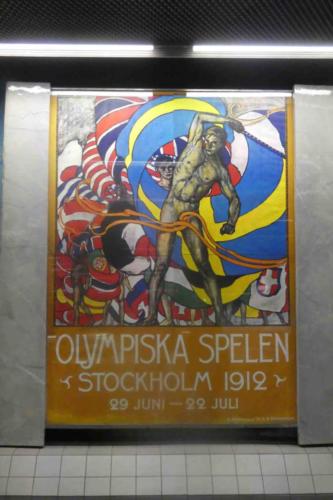 OLYMPISKA SPELEN
STOCKHOLM 1912
29 JUNI — 22 JULI